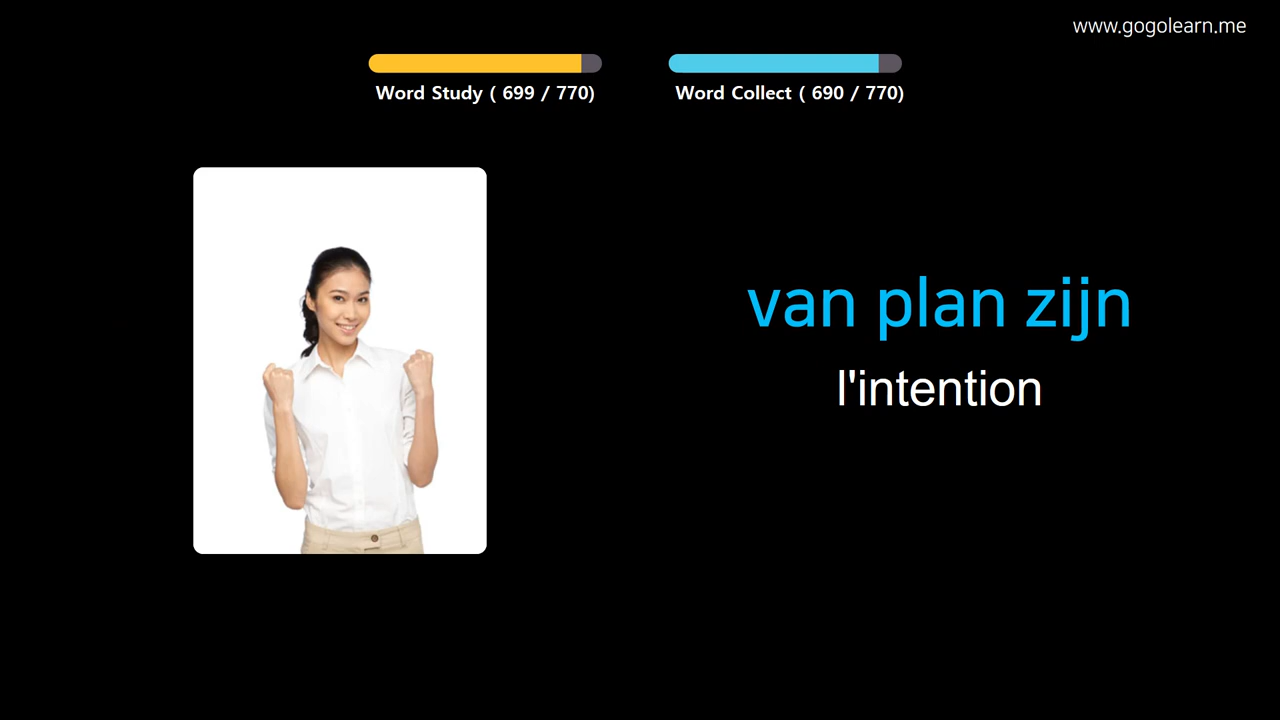 www.gogolearn.me
Word Study ( 699 / 770)
Word Collect ( 690 / 770)
van plan zijn
l'intention